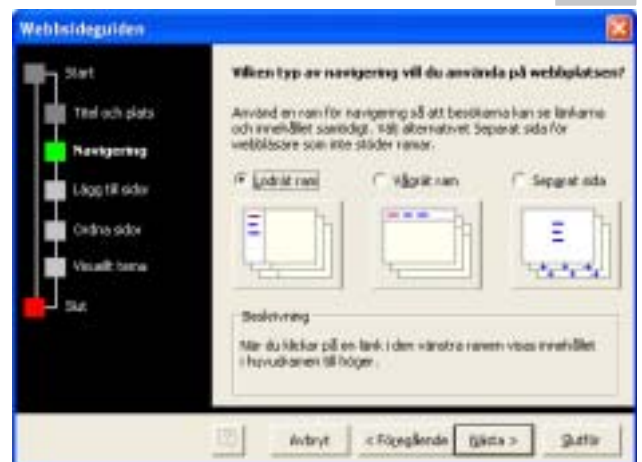 Webbsideguiden
Start
Titel och plats
Navigering
Lägg till sidor
Ordna sidor
Visuellt tema
Slut
Vilken typ av navigering vill du använda på webbplatsen?
Använd en ram för navigering så att besökarna kan se länkarna
och innehållet samtidigt. Välj alternativet Separat sida för
webbläsare som inte stöder ramar.
Lodrät ram
Vågrät ram
Separat sida
Beskrivning
När du klickar på en länk i den vänstra ramen visas innehållet
i huvudramen till höger.
Avbryt
< Föregående
Nästa >
Slutför